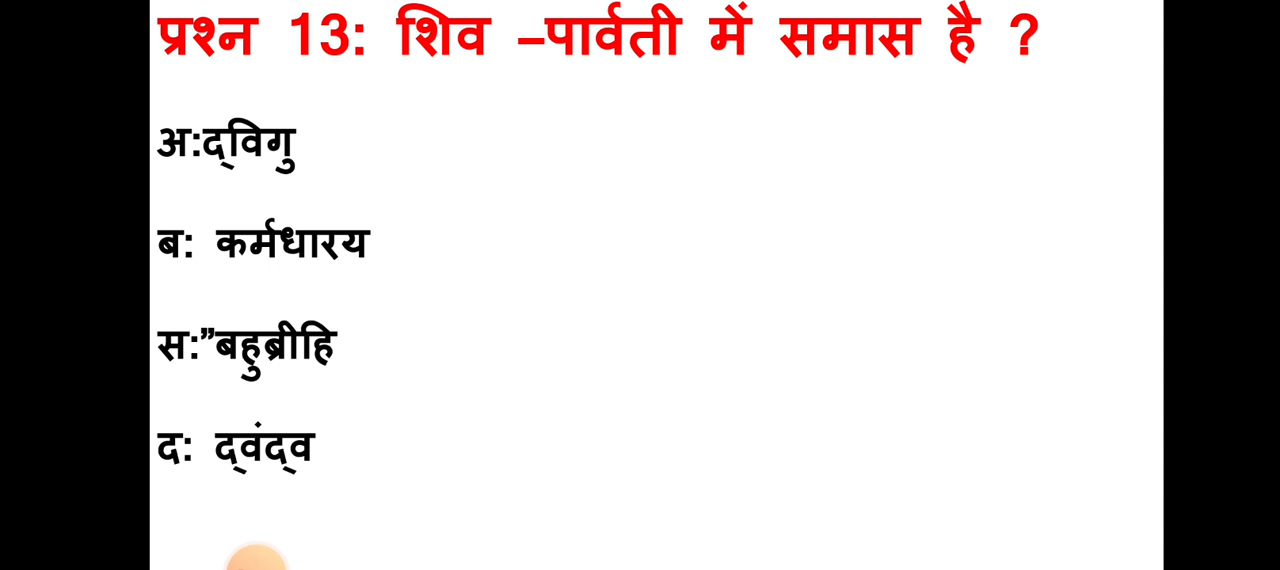 प्रश्न 13: शिव –पार्वती में समास है ?
अ:द्विगु
ब: कर्मधारय
स:”बहुब्रीहि
द: द्वंद्व